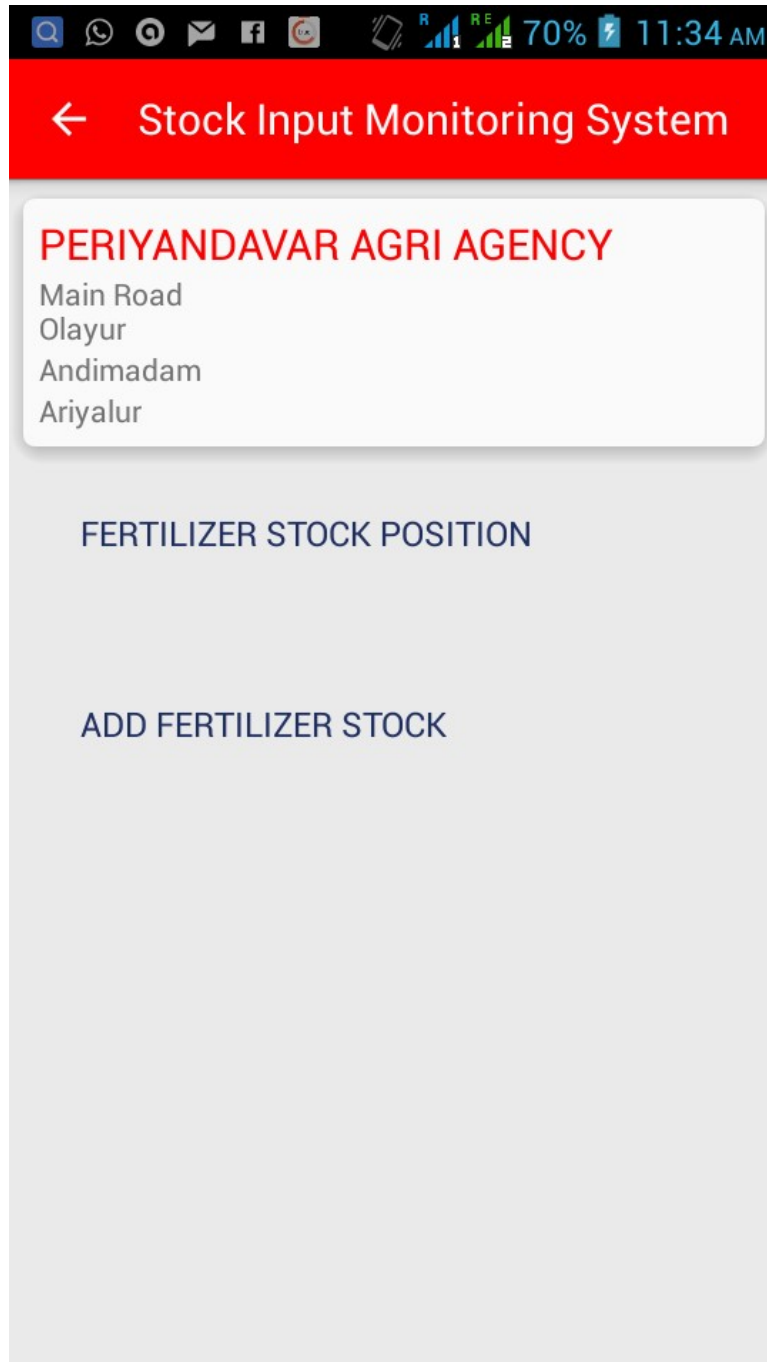 70% 11:34 AM
Stock Input Monitoring System
PERIYANDAVAR AGRI AGENCY
Main Road
Olayur
Andimadam
Ariyalur
FERTILIZER STOCK POSITION
ADD FERTILIZER STOCK